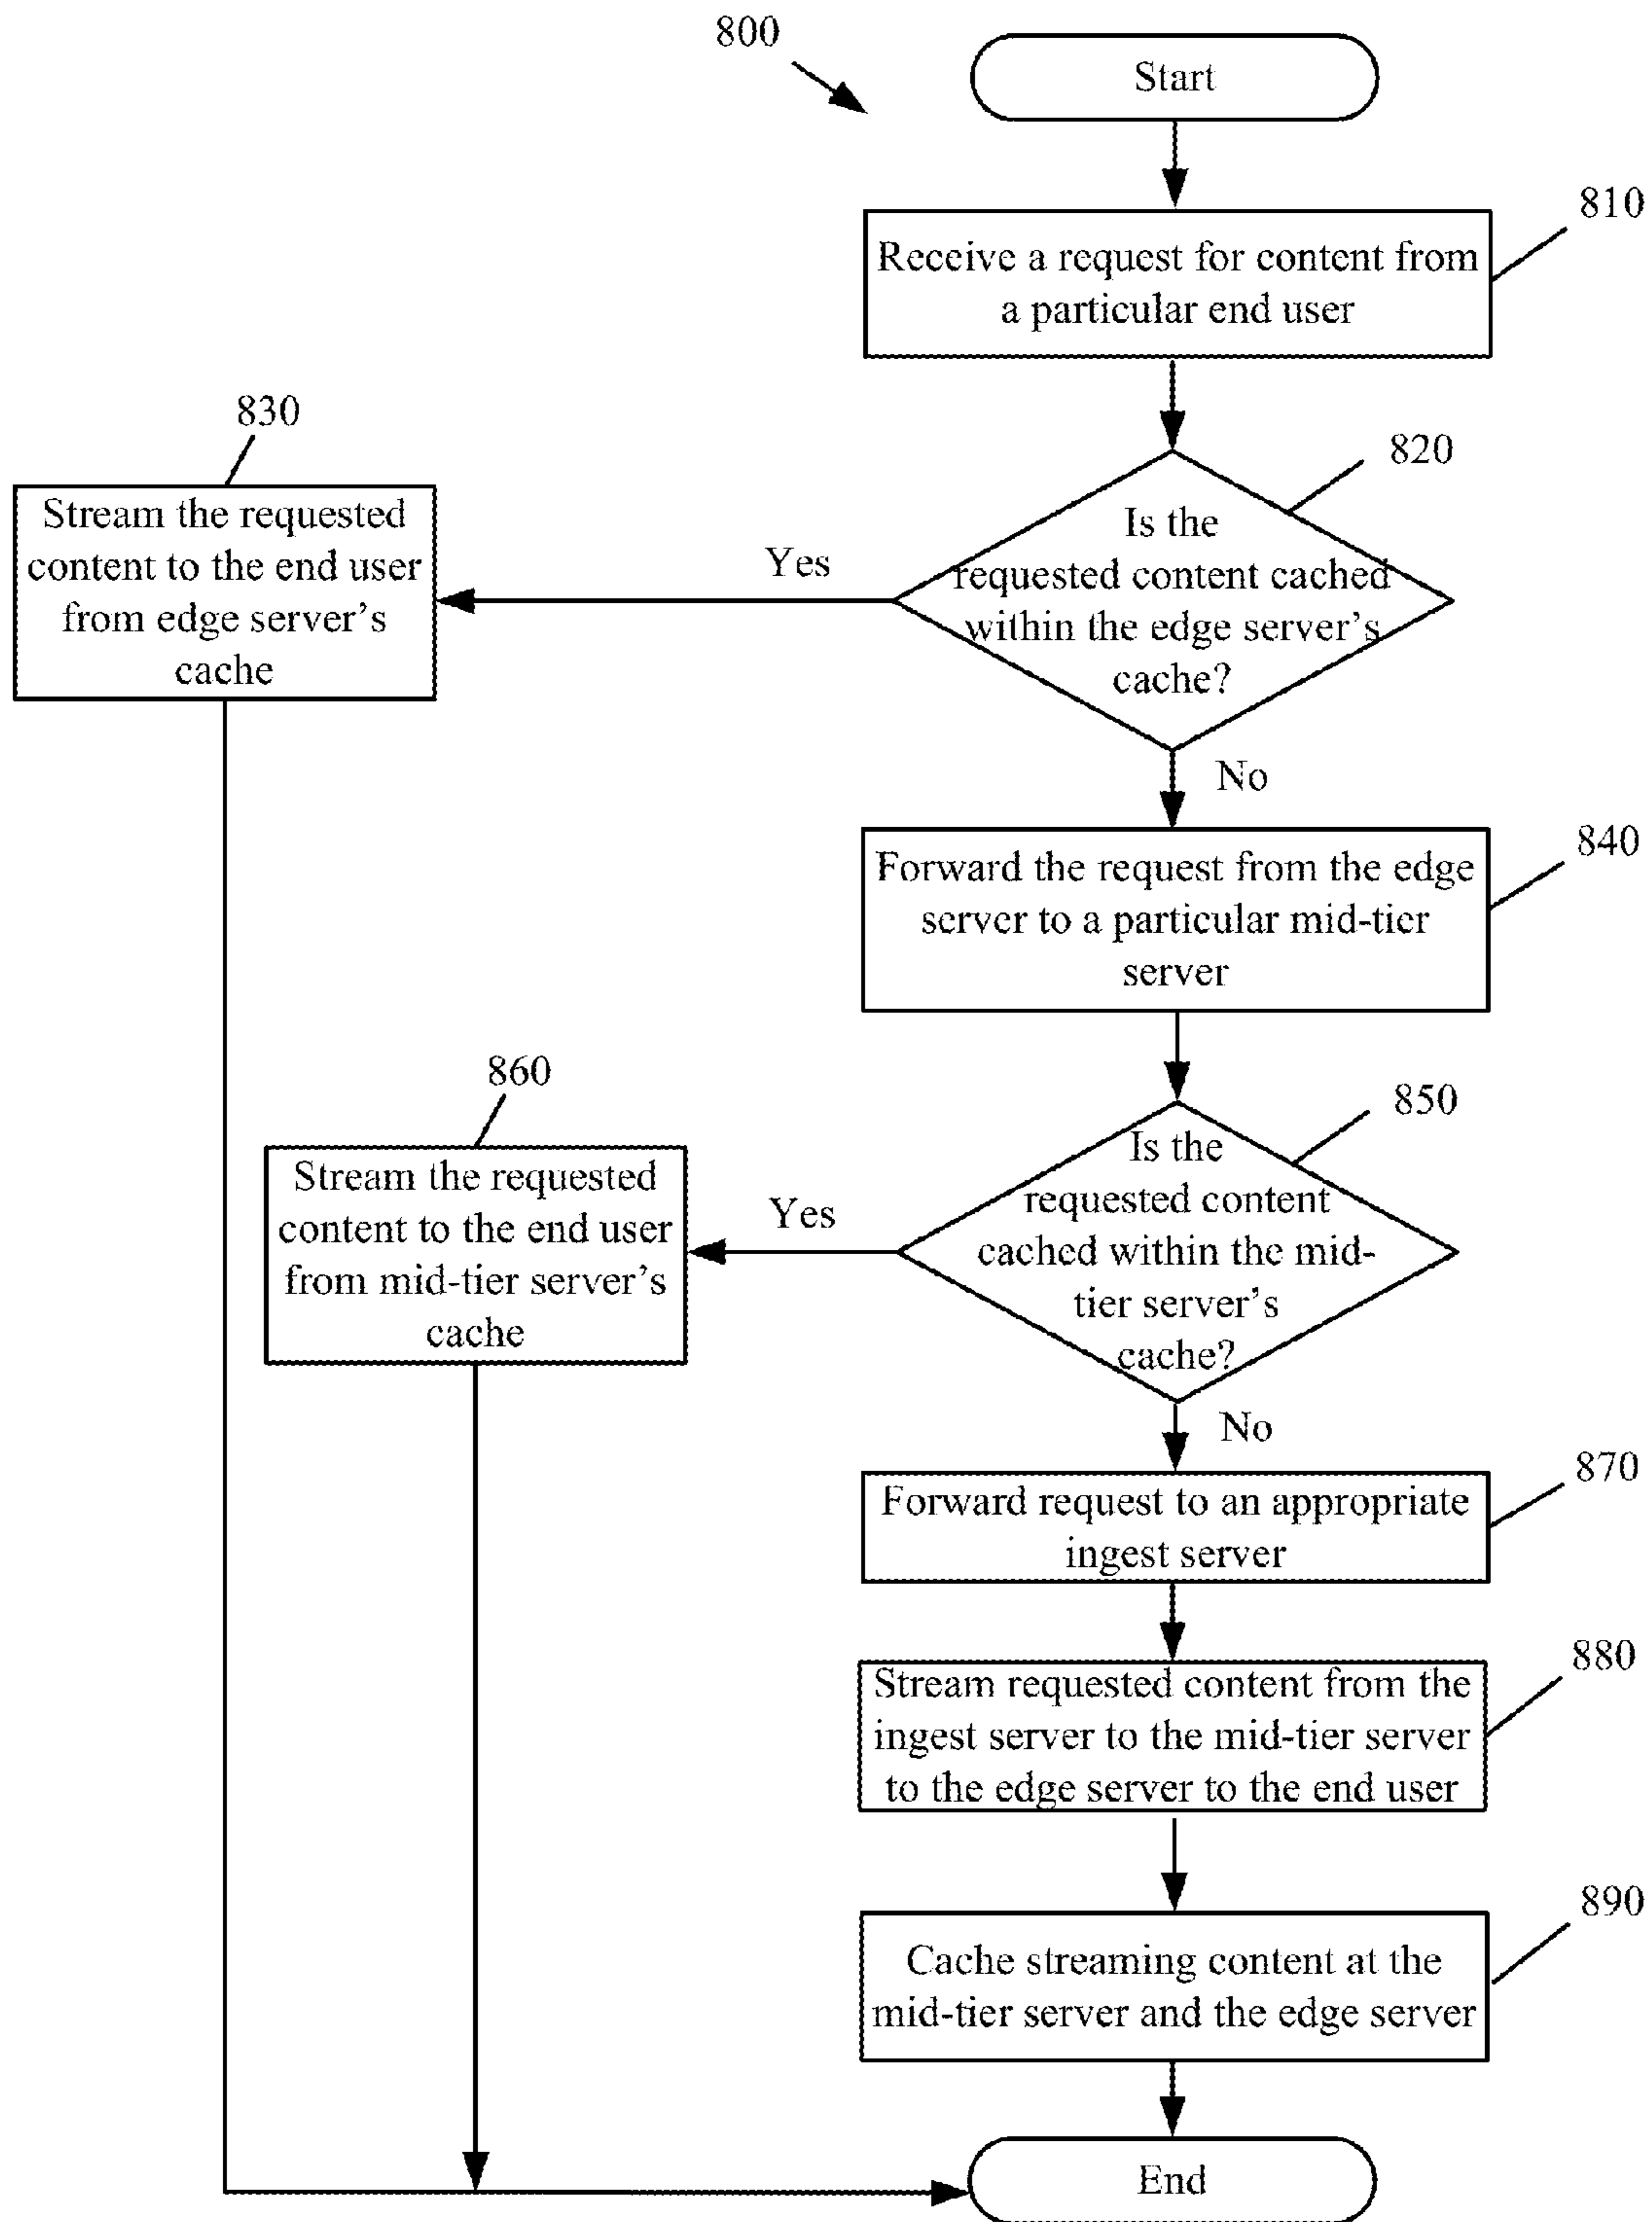 800
Start
810
Receive a request for content from
a particular end user
830
820
Stream the requested
content to the end user
from edge server's
cache
Yes
Is the
requested content cached
within the edge server's
cache?
No
840
Forward the request from the edge
server to a particular mid-tier
server
860
850
Stream the requested
content to the end user
from mid-tier server's
cache
Yes
Is the
requested content
cached within the mid-
tier server's
cache?
No
870
Forward request to an appropriate
ingest server
880
Stream requested content from the
ingest server to the mid-tier server
to the edge server to the end user
890
Cache streaming content at the
mid-tier server and the edge server
End